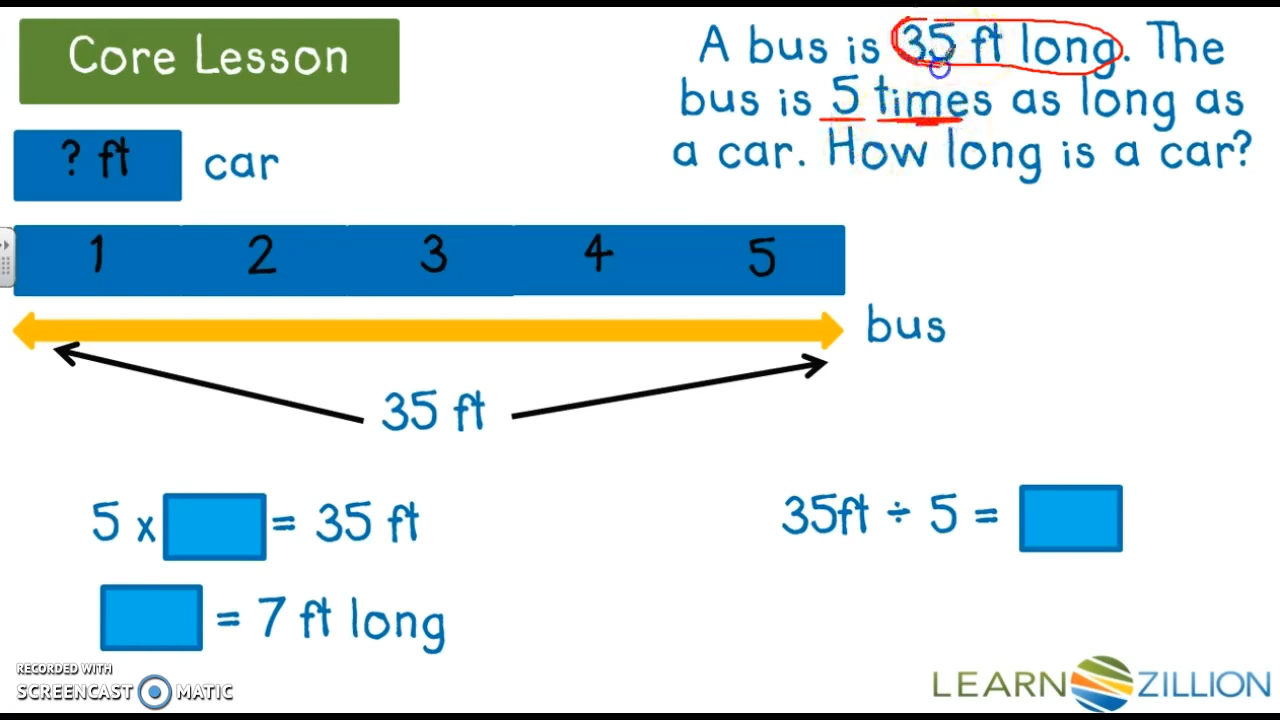 Core Lesson
A bus is 35 ft long. The
bus is 5 times as long as
a car. How long is a car?
? ft car
1 2 3 4 5
bus
35 ft
5 x = 35 ft
35ft ÷ 5 =
= 7 ft long
RECORDED WITH
SCREENCAST MATIC
LEARN ZILLION